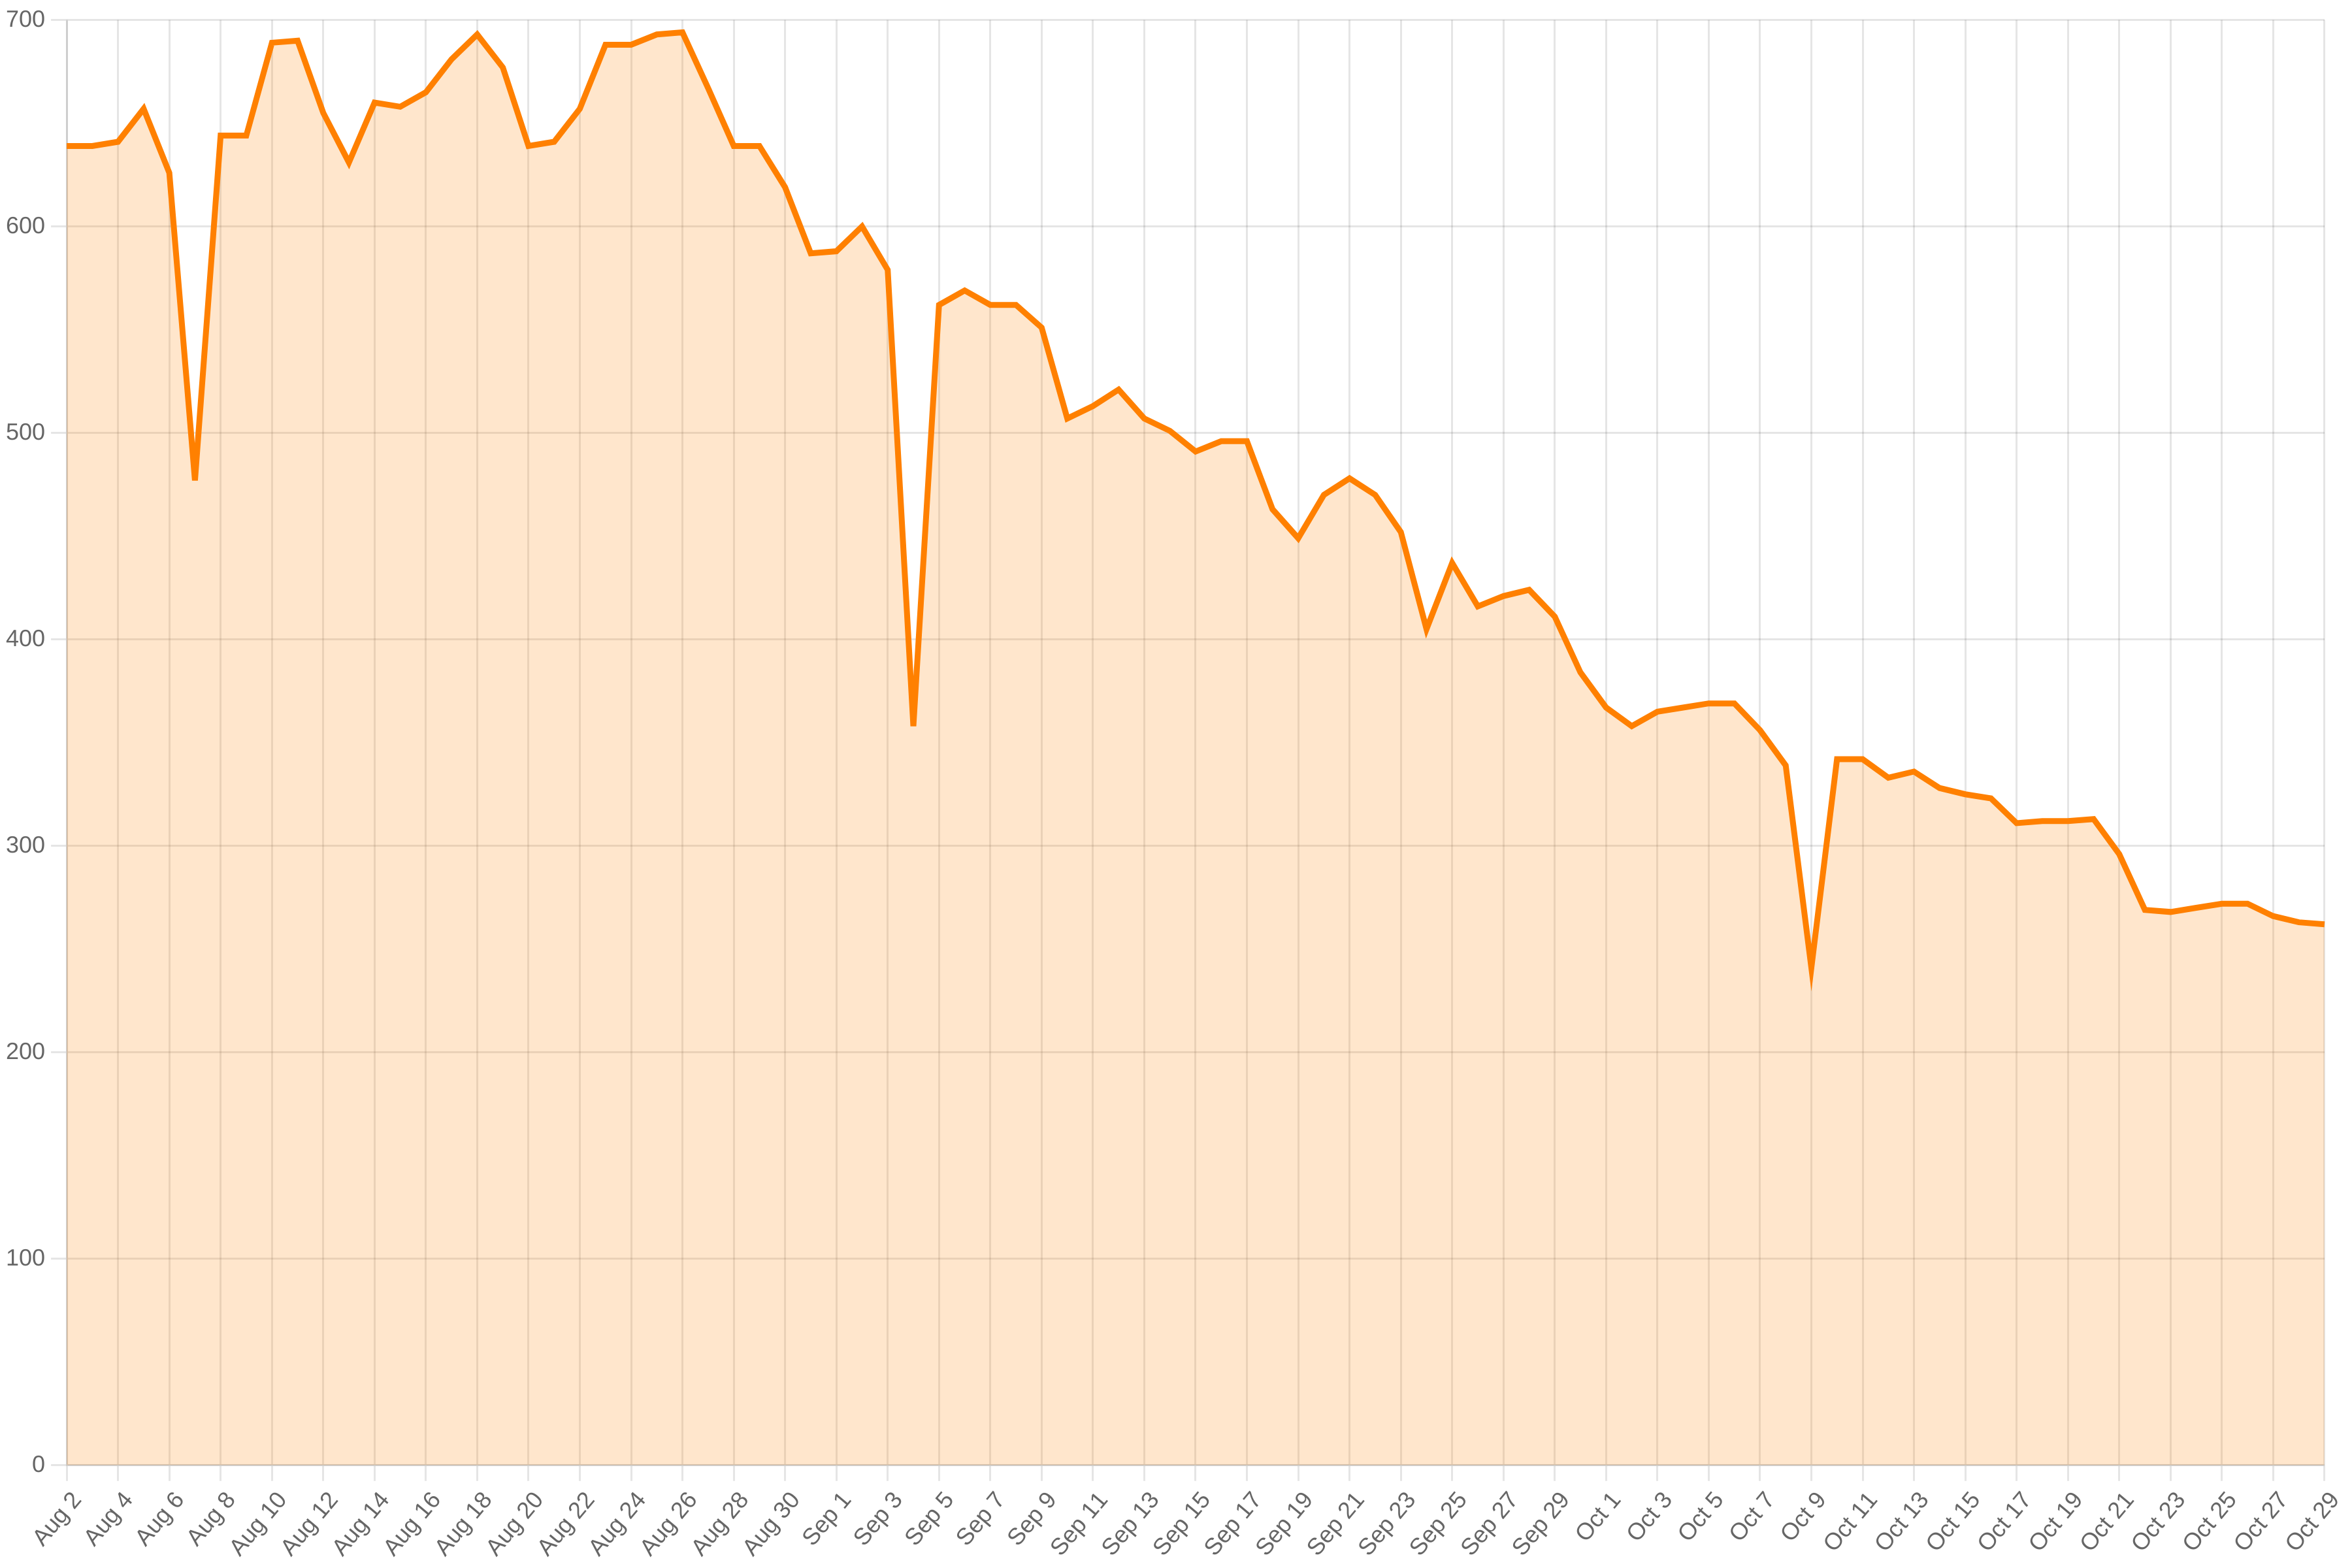 700
600
500
400
300
200
100
0
Aug 2
Aug 4
Aug 6
Aug 8
Aug 10
Aug 12
Aug 14
Aug 16
Aug 18
Aug 20
Aug 22
Aug 24
Aug 26
Aug 28
Aug 30
Sep 1
Sep 3
Sep 5
Sep 7
Sep 9
Sep 11
Sep 13
Sep 15
Sep 17
Sep 19
Sep 21
Sep 23
Sep 25
Sep 27
Sep 29
Oct 1
Oct 3
Oct 5
Oct 7
Oct 9
Oct 11
Oct 13
Oct 15
Oct 17
Oct 19
Oct 21
Oct 23
Oct 25
Oct 27
Oct 29